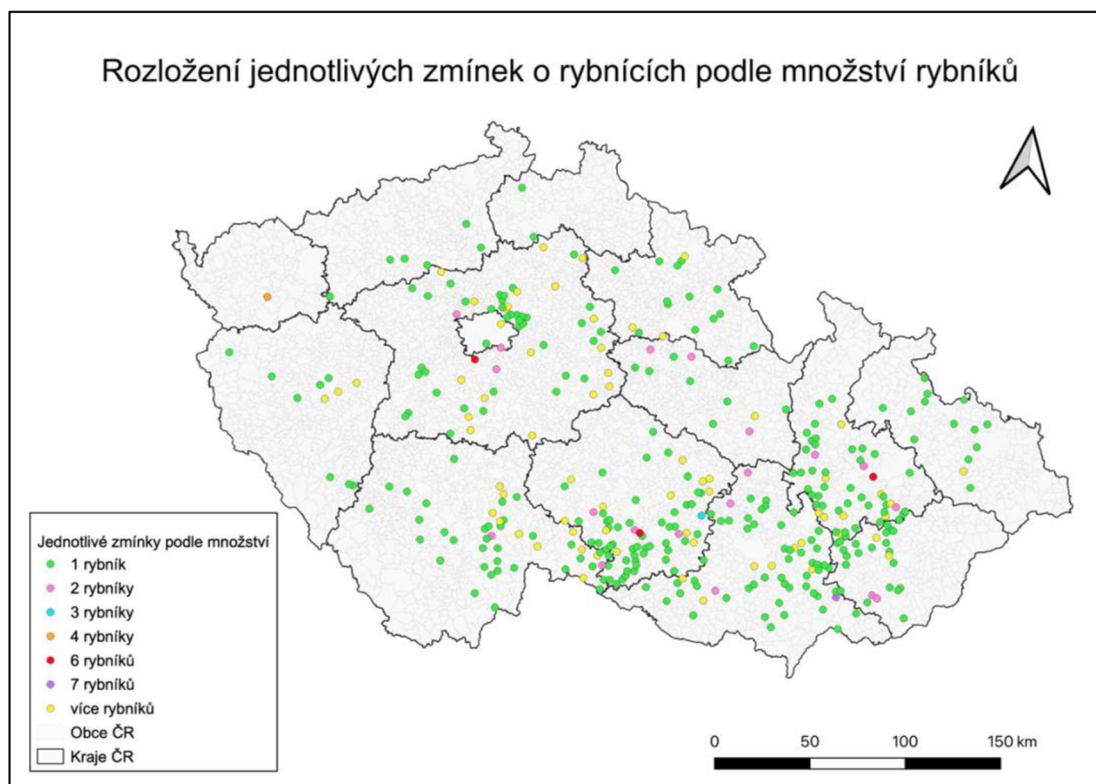 Rozložení jednotlivých zmínek o rybnících podle množství rybníků
Jednotlivé zmínky podle množství
1 rybník
2 rybníky
3 rybníky
4 rybníky
6 rybníků
7 rybníků
více rybníků
Obce ČR
Kraje ČR
0 50 100 150 km